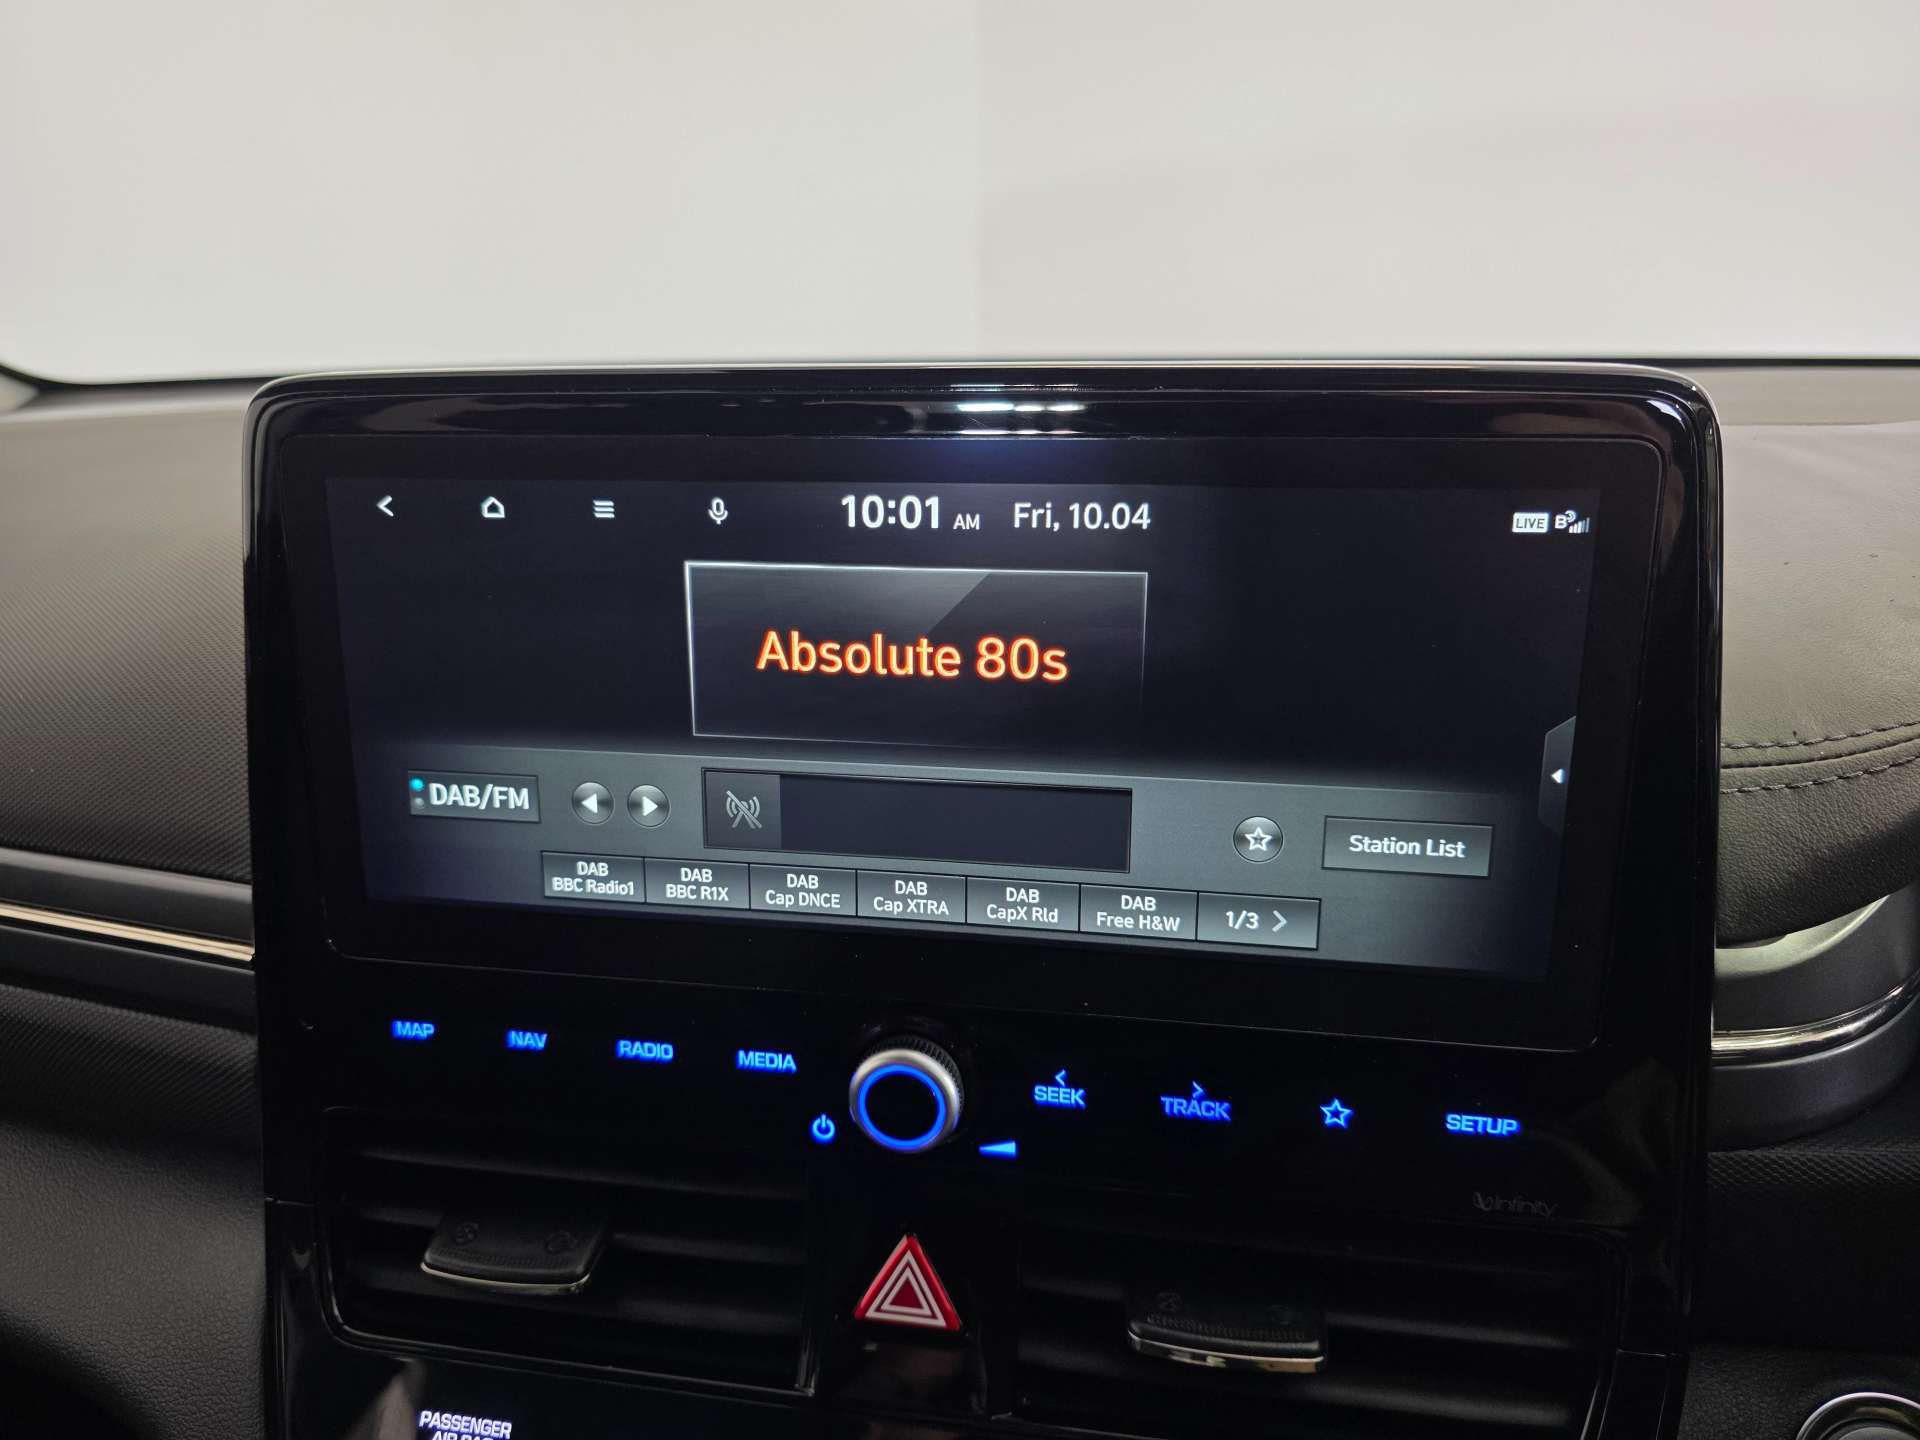 10:01 AM Fri, 10.04
LIVE B
Absolute 80s
DAB/FM
Station List
DAB
BBC Radio1
DAB
BBC R1X
DAB
Cap DNCE
DAB
Cap XTRA
DAB
CapX Rld
DAB
Free H&W
1/3
MAP
NAV
RADIO
MEDIA
SEEK
TRACK
SETUP
infinity
PASSENGER